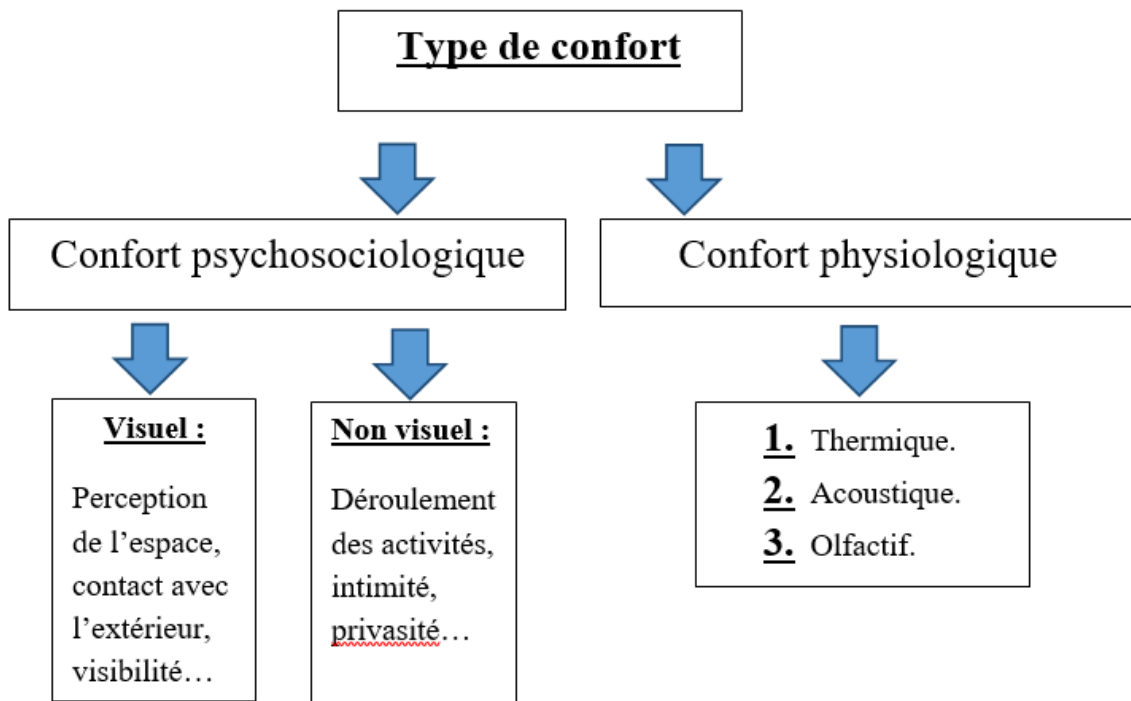 Type de confort
Confort psychosociologique
Confort physiologique
Visuel :
Perception
de l’espace,
contact avec
l’extérieur,
visibilité…
Non visuel :
Déroulement
des activités,
intimité,
privasité…
1. Thermique.
2. Acoustique.
3. Olfactif.